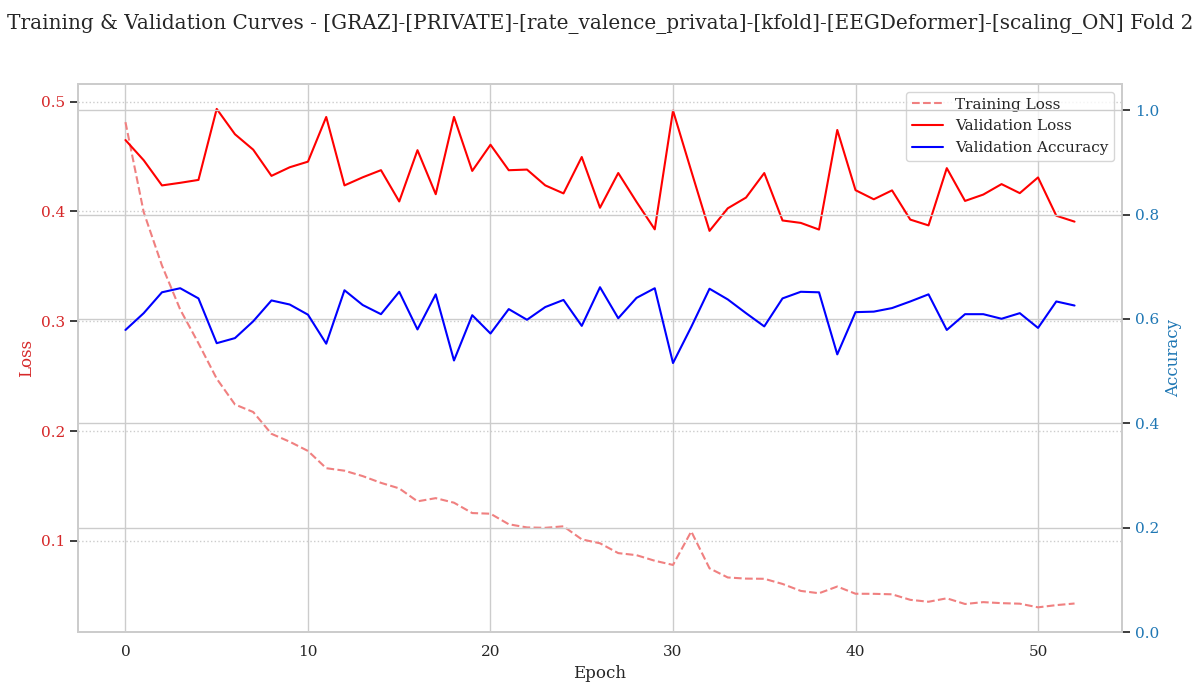 Training & Validation Curves - [GRAZ]-[PRIVATE]-[rate_valence_privata]-[kfold]-[EEGDeformer]-[scaling_ON] Fold 2
Training Loss
Validation Loss
Validation Accuracy
0.5
0.4
0.3
0.2
0.1
Loss
1.0
0.8
0.6
0.4
0.2
0.0
Accuracy
0
10
20
30
40
50
Epoch